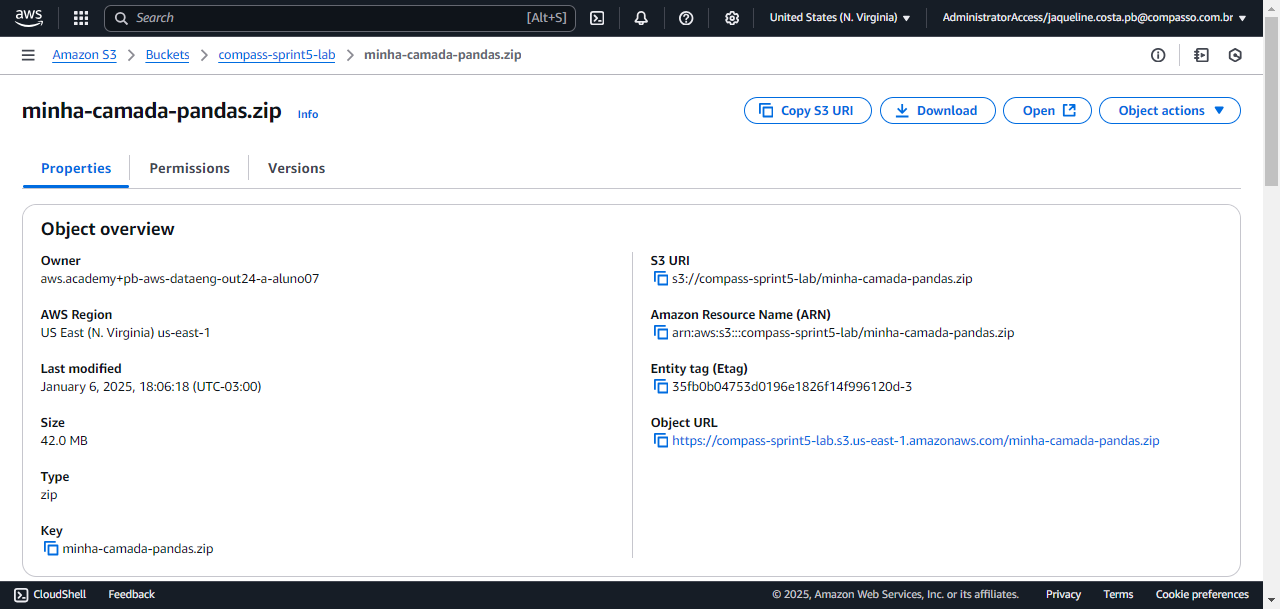 aws
Search [Alt+S]
United States (N. Virginia)
AdministratorAccess/jaqueline.costa.pb@compasso.com.br
Amazon S3
Buckets
compass-sprint5-lab
minha-camada-pandas.zip
minha-camada-pandas.zip Info
Copy S3 URI
Download
Open
Object actions
Properties
Permissions
Versions
Object overview
Owner
aws.academy+pb-aws-dataeng-out24-a-aluno07
AWS Region
US East (N. Virginia) us-east-1
Last modified
January 6, 2025, 18:06:18 (UTC-03:00)
Size
42.0 MB
Type
zip
Key
minha-camada-pandas.zip
S3 URI
s3://compass-sprint5-lab/minha-camada-pandas.zip
Amazon Resource Name (ARN)
arn:aws:s3:::compass-sprint5-lab/minha-camada-pandas.zip
Entity tag (Etag)
35fb0b04753d0196e1826f14f996120d-3
Object URL
https://compass-sprint5-lab.s3.us-east-1.amazonaws.com/minha-camada-pandas.zip
CloudShell
Feedback
© 2025, Amazon Web Services, Inc. or its affiliates.
Privacy
Terms
Cookie preferences